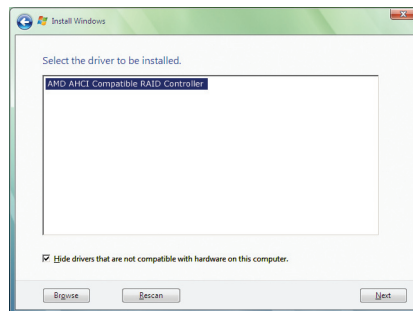 Install Windows
Select the driver to be installed.
AMD AHCI Compatible RAID Controller
Hide drivers that are not compatible with hardware on this computer.
Browse Rescan Next